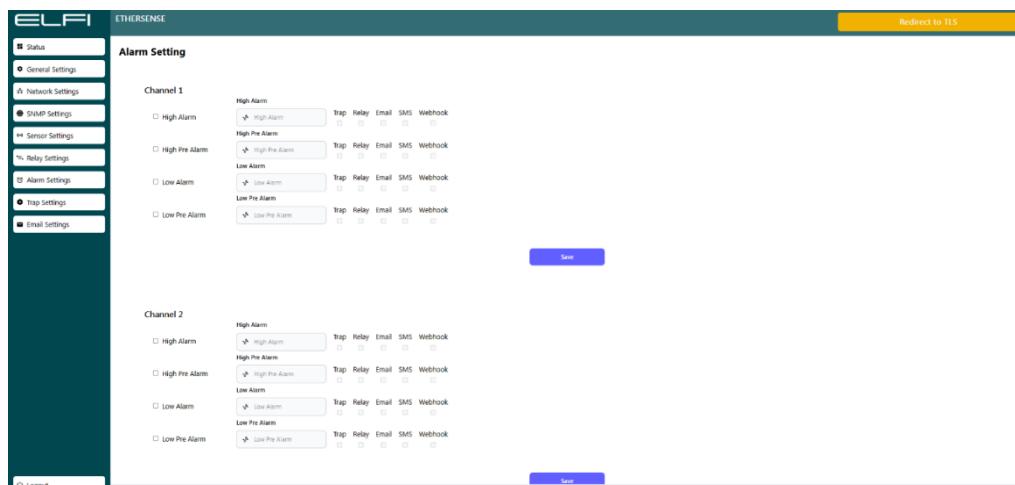 ELFI
ETHERSENSE
Redirect to TLS
Status
General Settings
Network Settings
SNMP Settings
Sensor Settings
Relay Settings
Alarm Settings
Trap Settings
Email Settings
Logout
Alarm Setting
Channel 1
High Alarm
High Alarm High Alarm Trap Relay Email SMS Webhook
High Pre Alarm
High Pre Alarm High Pre Alarm Trap Relay Email SMS Webhook
Low Alarm
Low Alarm Low Alarm Trap Relay Email SMS Webhook
Low Pre Alarm
Low Pre Alarm Low Pre Alarm Trap Relay Email SMS Webhook
Save
Channel 2
High Alarm
High Alarm High Alarm Trap Relay Email SMS Webhook
High Pre Alarm
High Pre Alarm High Pre Alarm Trap Relay Email SMS Webhook
Low Alarm
Low Alarm Low Alarm Trap Relay Email SMS Webhook
Low Pre Alarm
Low Pre Alarm Low Pre Alarm Trap Relay Email SMS Webhook
Save